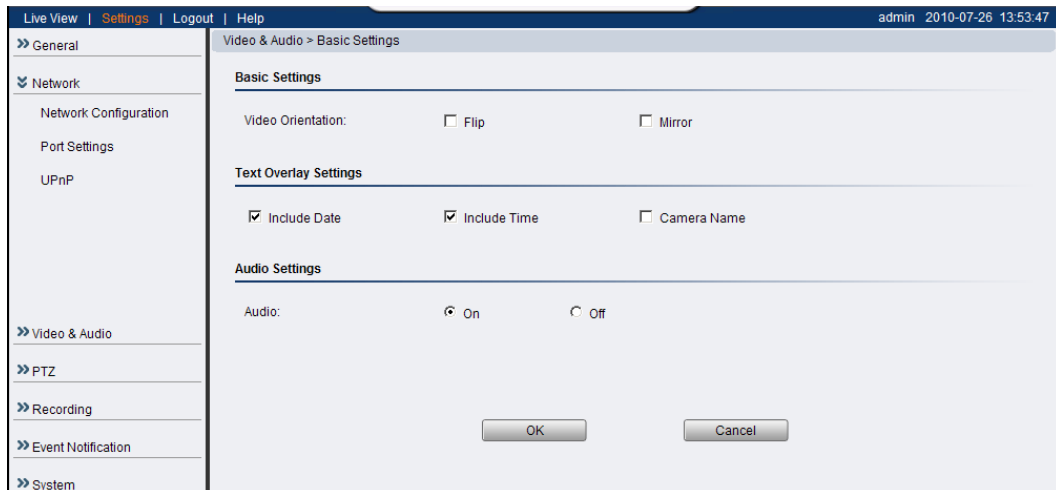 Live View | Settings | Logout | Help admin 2010-07-26 13:53:47
General
Network
Network Configuration
Port Settings
UPnP
Video & Audio
PTZ
Recording
Event Notification
System
Video & Audio > Basic Settings
Basic Settings
Video Orientation: Flip Mirror
Text Overlay Settings
Include Date Include Time Camera Name
Audio Settings
Audio: On Off
OK Cancel